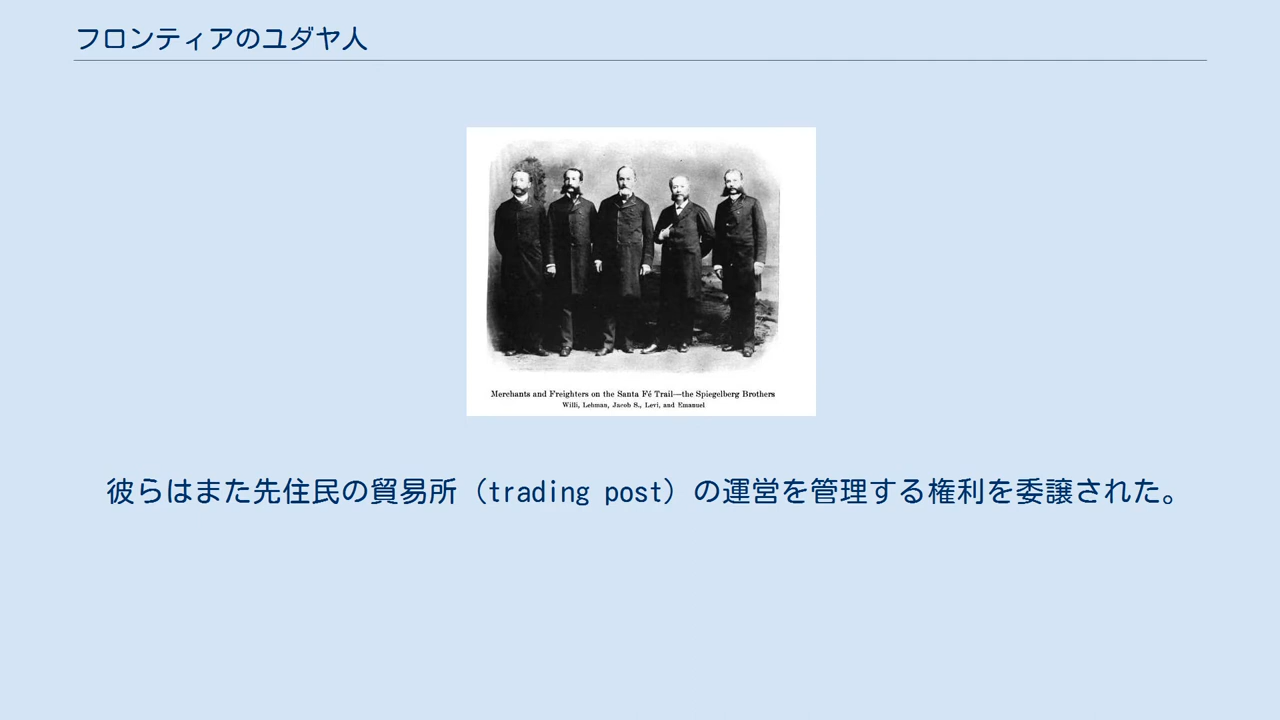 フロンティアのユダヤ人
Merchants and Freighters on the Santa Fé Trail—the Spiegelberg Brothers
Willi, Lehman, Jacob S., Levi, and Emanuel
彼らはまた先住民の貿易所（trading post）の運営を管理する権利を委譲された。